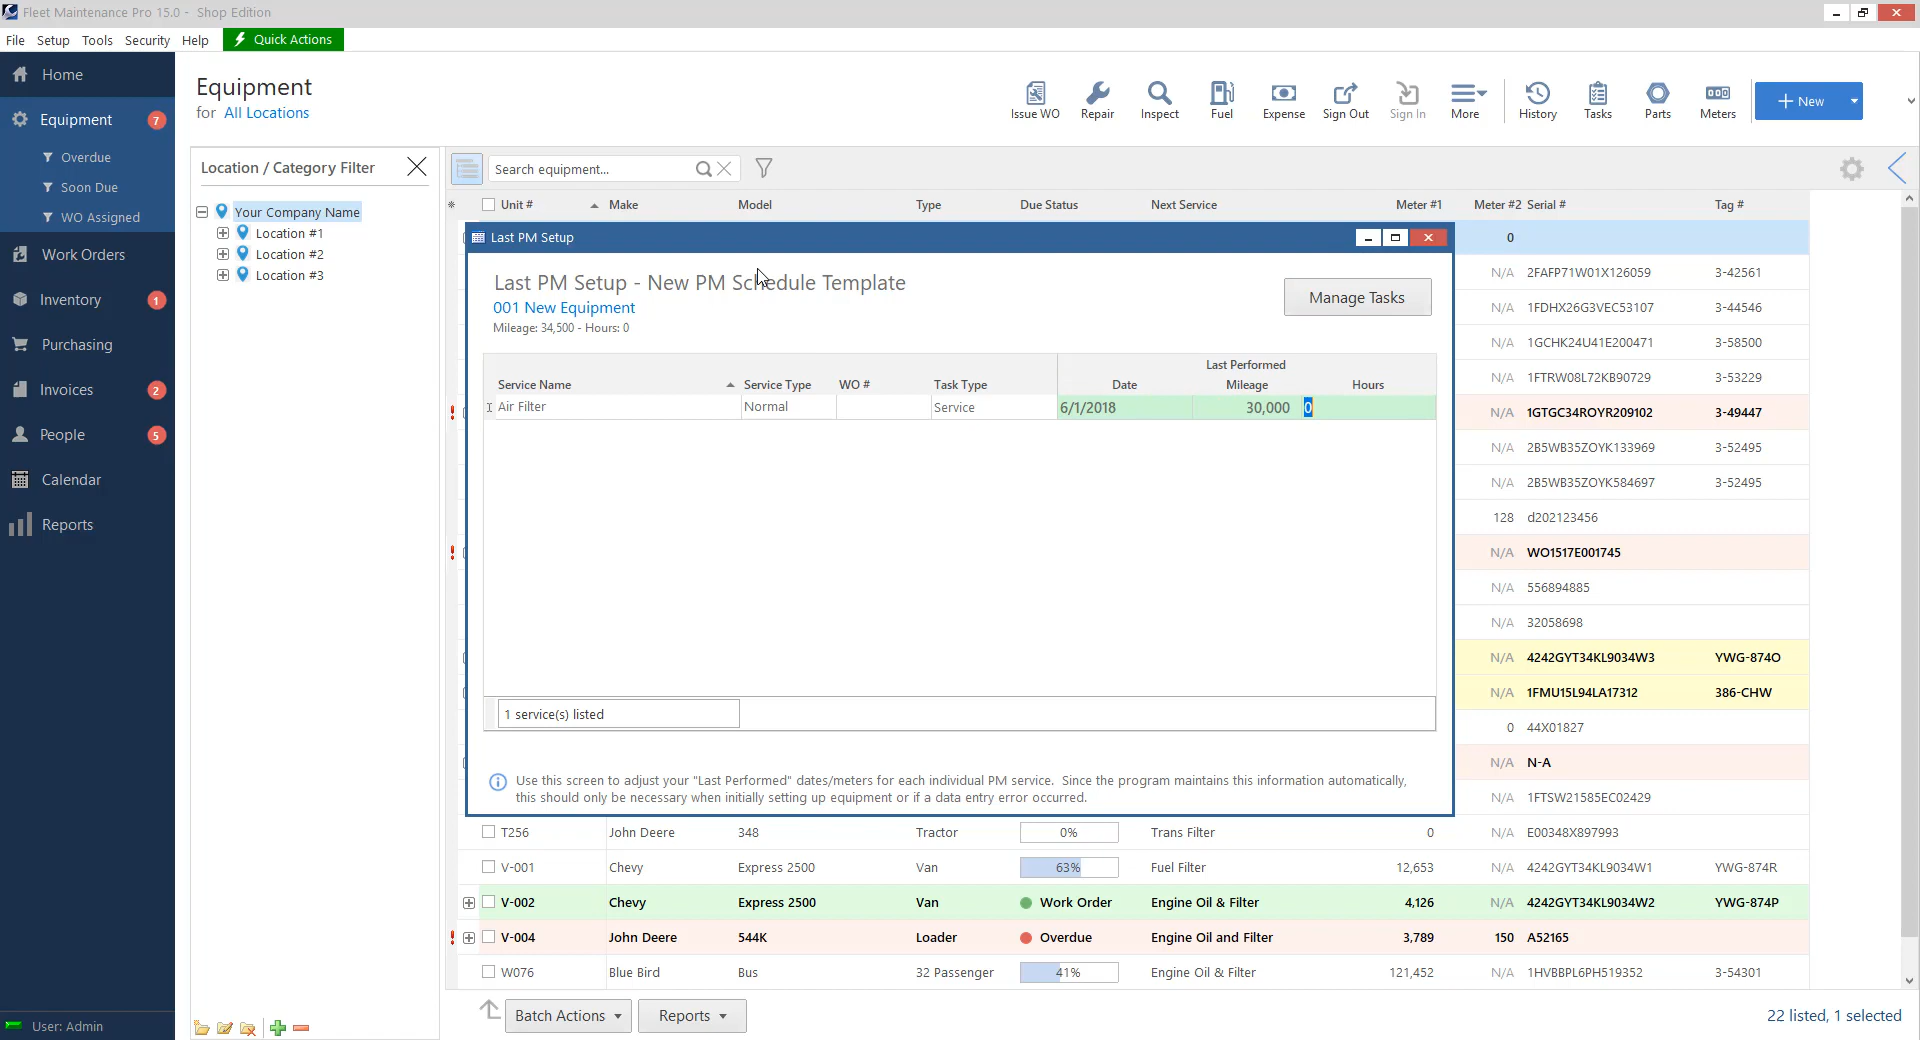 Fleet Maintenance Pro 15.0 - Shop Edition
File Setup Tools Security Help Quick Actions
Home
Equipment 7
Overdue
Soon Due
WO Assigned
Work Orders
Inventory 1
Purchasing
Invoices 2
People 5
Calendar
Reports
User: Admin
Equipment
for All Locations
Issue WO Repair Inspect Fuel Expense Sign Out Sign In More History Tasks Parts Meters New
Location / Category Filter
Your Company Name
Location #1
Location #2
Location #3
Search equipment...
Unit # Make Model Type Due Status Next Service Meter #1 Meter #2 Serial # Tag #
Last PM Setup
Last PM Setup - New PM Schedule Template
001 New Equipment
Mileage: 34,500 - Hours: 0
Manage Tasks
Last Performed
Service Name Service Type WO # Task Type Date Mileage Hours
Air Filter Normal Service 6/1/2018 30,000 0
1 service(s) listed
Use this screen to adjust your "Last Performed" dates/meters for each individual PM service. Since the program maintains this information automatically,
this should only be necessary when initially setting up equipment or if a data entry error occurred.
0
N/A 2FAFP71W01X126059 3-42561
N/A 1FDHX26G3VEC53107 3-44546
N/A 1GCHK24U41E200471 3-58500
N/A 1FTRW08L72KB90729 3-53229
! N/A 1GTGC34ROYR209102 3-49447
N/A 2B5WB35ZOYK133969 3-52495
N/A 2B5WB35ZOYK584697 3-52495
128 d202123456
! N/A WO1517E001745
N/A 556894885
N/A 32058698
N/A 4242GYT34KL9034W3 YWG-874O
N/A 1FMU15L94LA17312 386-CHW
0 44X01827
N/A N-A
N/A 1FTSW21585EC02429
T256 John Deere 348 Tractor 0% Trans Filter 0 N/A E00348X897993
V-001 Chevy Express 2500 Van 63% Fuel Filter 12,653 N/A 4242GYT34KL9034W1 YWG-874R
V-002 Chevy Express 2500 Van Work Order Engine Oil & Filter 4,126 N/A 4242GYT34KL9034W2 YWG-874P
! V-004 John Deere 544K Loader Overdue Engine Oil and Filter 3,789 150 A52165
W076 Blue Bird Bus 32 Passenger 41% Engine Oil & Filter 121,452 N/A 1HVBBPL6PH519352 3-54301
Batch Actions Reports
22 listed, 1 selected